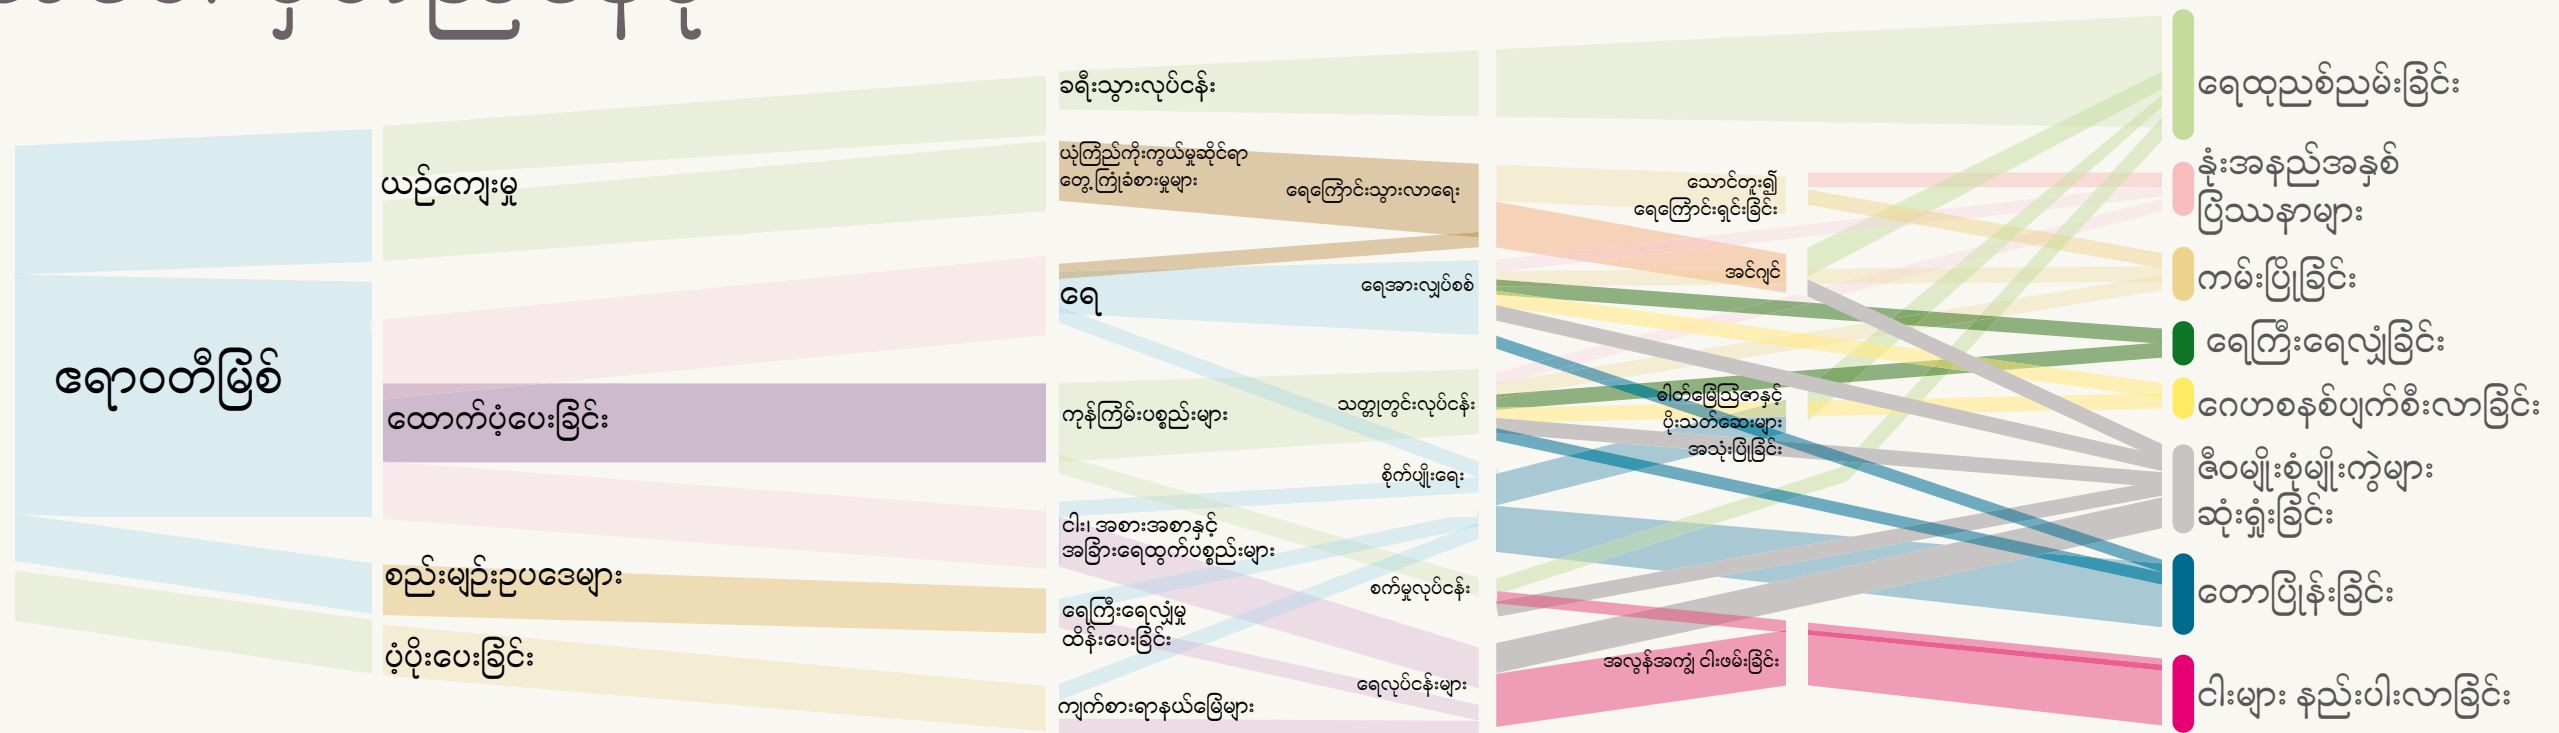 ဧရာဝတီမြစ်
ယဉ်ကျေးမှု
ထောက်ပံ့ပေးခြင်း
စည်းမျဉ်းဥပဒေများ
ပံ့ပိုးပေးခြင်း
ခရီးသွားလုပ်ငန်း
ယုံကြည်ကိုးကွယ်မှုဆိုင်ရာ
တွေ့ကြုံခံစားမှုများ
ရေ
ကုန်ကြမ်းပစ္စည်းများ
ငါး၊ အစားအစာနှင့်
အခြားရေထွက်ပစ္စည်းများ
ရေကြီးရေလျှံမှု
ထိန်းပေးခြင်း
ကျက်စားရာနယ်မြေများ
ရေကြောင်းသွားလာရေး
ရေအားလျှပ်စစ်
သတ္တုတွင်းလုပ်ငန်း
စိုက်ပျိုးရေး
စက်မှုလုပ်ငန်း
ရေလုပ်ငန်းများ
သောင်တူး၍
ရေကြောင်းရှင်းခြင်း
အင်ဂျင်
ဓါတ်မြေသြဇာနှင့်
ပိုးသတ်ဆေးများ
အသုံးပြုခြင်း
အလွန်အကျွံ ငါးဖမ်းခြင်း
ရေထုညစ်ညမ်းခြင်း
နုံးအနည်အနှစ်
ပြဿနာများ
ကမ်းပြိုခြင်း
ရေကြီးရေလျှံခြင်း
ဂေဟစနစ်ပျက်စီးလာခြင်း
ဇီဝမျိုးစုံမျိုးကွဲများ
ဆုံးရှုံးခြင်း
တောပြုန်းခြင်း
ငါးများ နည်းပါးလာခြင်း